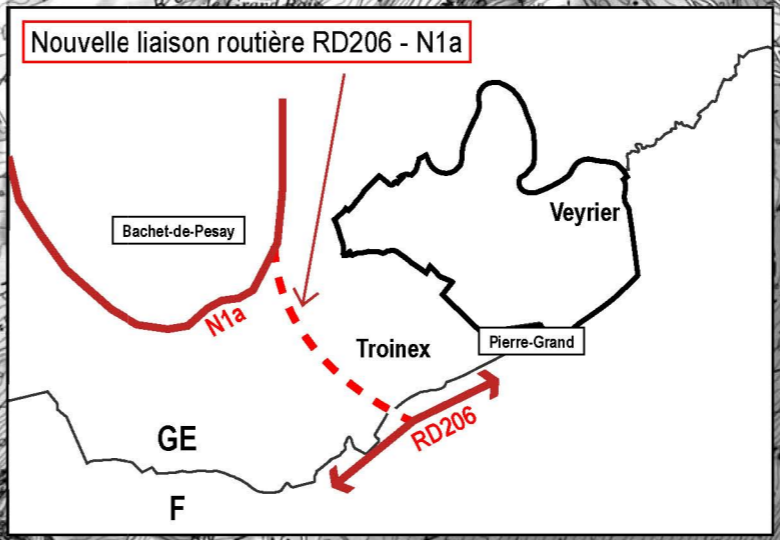 Nouvelle liaison routière RD206 - N1a
Veyrier
Bachet-de-Pesay
N1a
Troinex
Pierre-Grand
RD206
GE
F